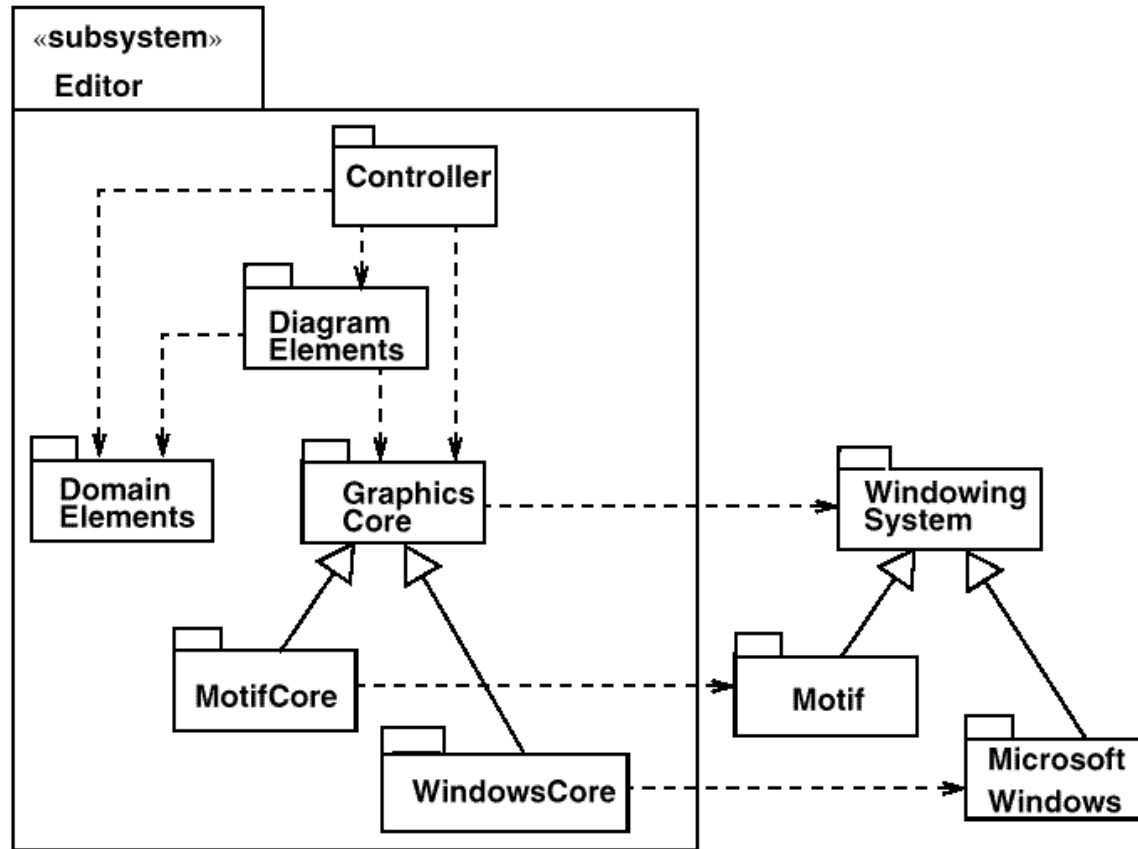 «subsystem»
Editor
Controller
Diagram
Elements
Domain
Elements
Graphics
Core
Windowing
System
MotifCore
Motif
WindowsCore
Microsoft
Windows